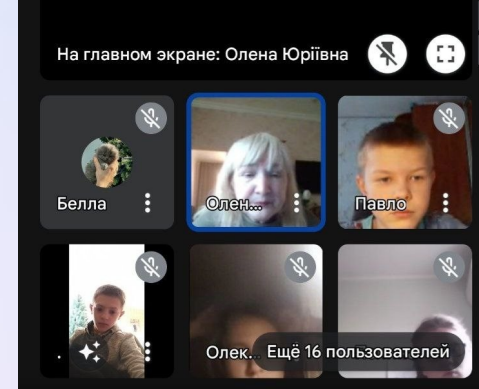 На главном экране: Олена Юріївна
Белла
Олен...
Павло
.
Олек...
Ещё 16 пользователей